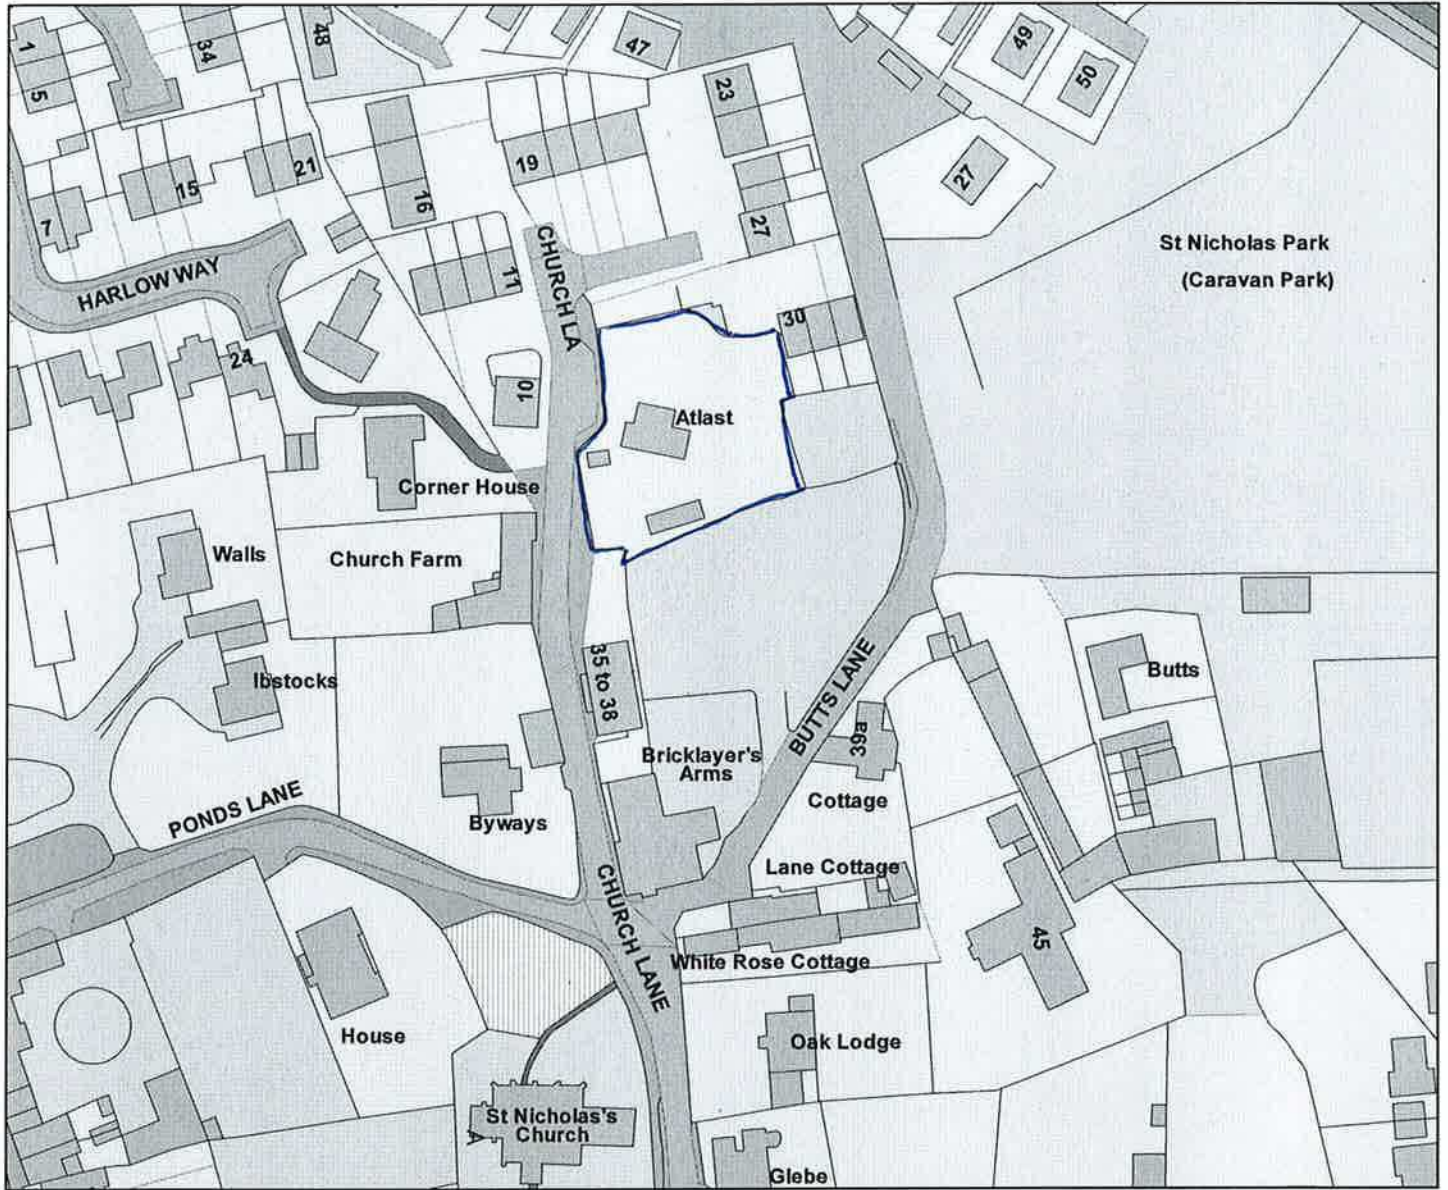 1
5
34
48
47
23
49
50
19
15
21
16
7
27
27
HARLOW WAY
11
CHURCH LA
St Nicholas Park
(Caravan Park)
30
24
10
Atlast
Corner House
Walls
Church Farm
Ibstocks
35 to 38
BUTTS LANE
Butts
39a
Bricklayer's
Arms
Cottage
PONDS LANE
Byways
Lane Cottage
CHURCH LANE
White Rose Cottage
45
House
Oak Lodge
St Nicholas's
Church
Glebe